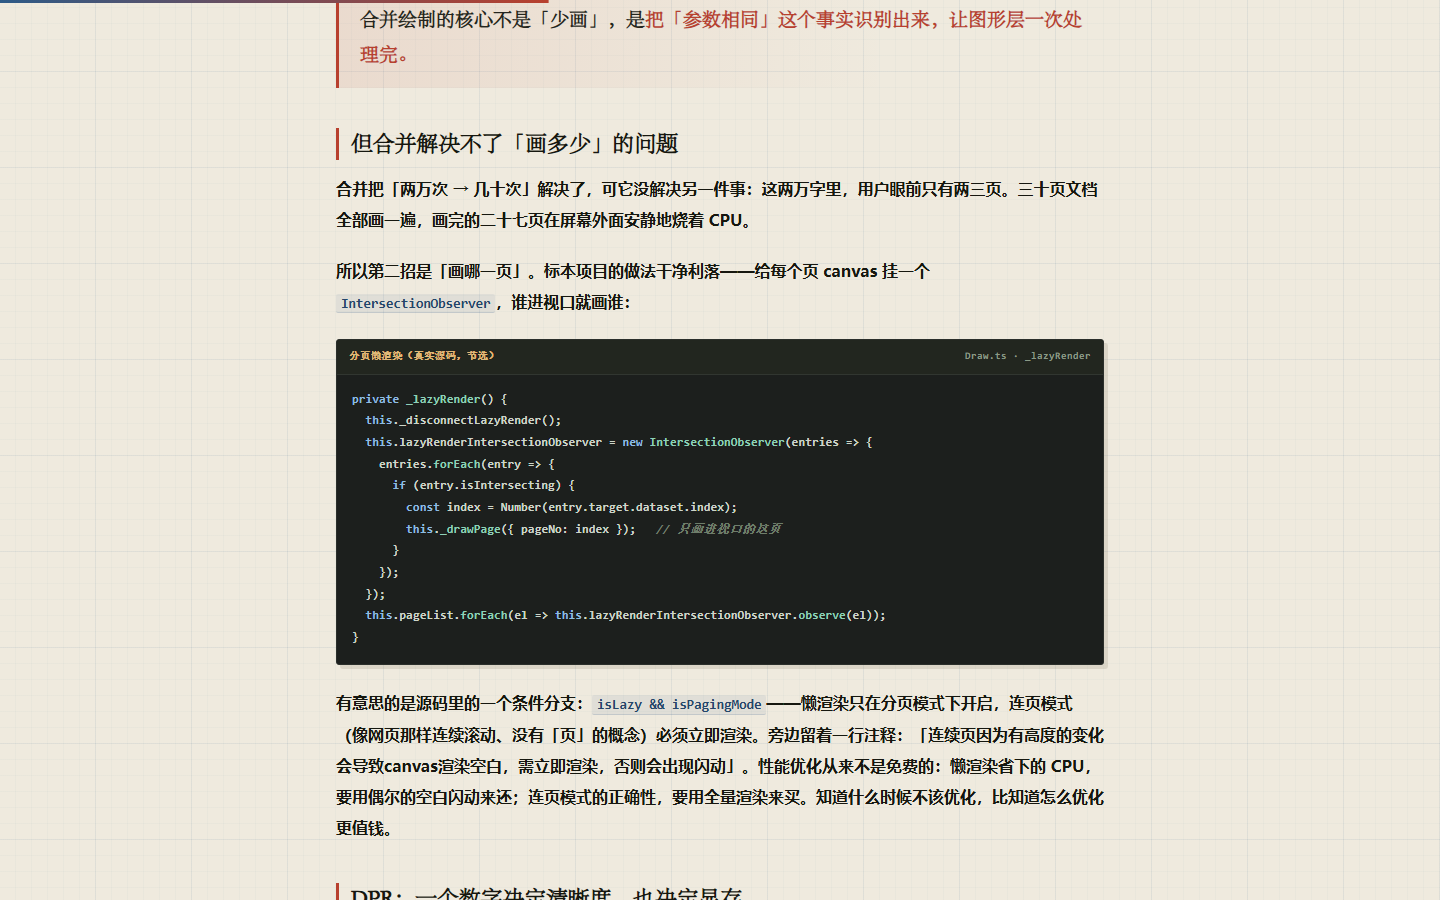 合并绘制的核心不是「少画」，是把「参数相同」这个事实识别出来，让图形层一次处
理完。
但合并解决不了「画多少」的问题
合并把「两万次 → 几十次」解决了，可它没解决另一件事：这两万字里，用户眼前只有两三页。三十页文档
全部画一遍，画完的二十七页在屏幕外面安静地烧着 CPU。
所以第二招是「画哪一页」。标本项目的做法干净利落——给每个页 canvas 挂一个
IntersectionObserver，谁进视口就画谁：
分页懒渲染（真实源码，节选）
Draw.ts · _lazyRender
private _lazyRender() {
  this._disconnectLazyRender();
  this.lazyRenderIntersectionObserver = new IntersectionObserver(entries => {
    entries.forEach(entry => {
      if (entry.isIntersecting) {
        const index = Number(entry.target.dataset.index);
        this._drawPage({ pageNo: index });   // 只画进视口的这页
      }
    });
  });
  this.pageList.forEach(el => this.lazyRenderIntersectionObserver.observe(el));
}
有意思的是源码里的一个条件分支：isLazy && isPagingMode——懒渲染只在分页模式下开启，连页模式
（像网页那样连续滚动、没有「页」的概念）必须立即渲染。旁边留着一行注释：「连续页因为有高度的变化
会导致canvas渲染空白，需立即渲染，否则会出现闪动」。性能优化从来不是免费的：懒渲染省下的 CPU，
要用偶尔的空白闪动来还；连页模式的正确性，要用全量渲染来买。知道什么时候不该优化，比知道怎么优化
更值钱。
DPR：一个数字决定清晰度，也决定显存